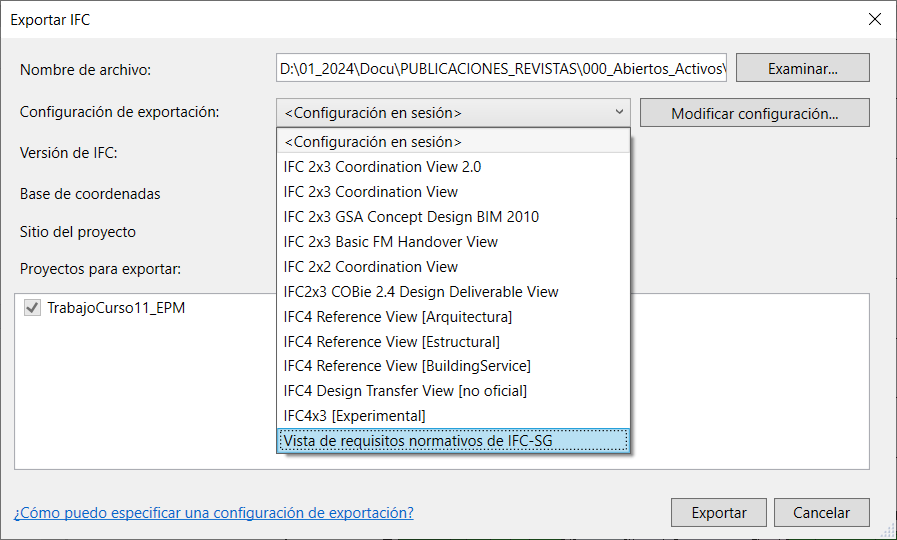 Exportar IFC
Nombre de archivo:
D:\01_2024\Docu\PUBLICACIONES_REVISTAS\000_Abiertos_Activos\
Examinar...
Configuración de exportación:
<Configuración en sesión>
Modificar configuración...
<Configuración en sesión>
IFC 2x3 Coordination View 2.0
IFC 2x3 Coordination View
IFC 2x3 GSA Concept Design BIM 2010
IFC 2x3 Basic FM Handover View
IFC 2x2 Coordination View
IFC2x3 COBie 2.4 Design Deliverable View
IFC4 Reference View [Arquitectura]
IFC4 Reference View [Estructural]
IFC4 Reference View [BuildingService]
IFC4 Design Transfer View [no oficial]
IFC4x3 [Experimental]
Vista de requisitos normativos de IFC-SG
Versión de IFC:
Base de coordenadas
Sitio del proyecto
Proyectos para exportar:
TrabajoCurso11_EPM
¿Cómo puedo especificar una configuración de exportación?
Exportar
Cancelar